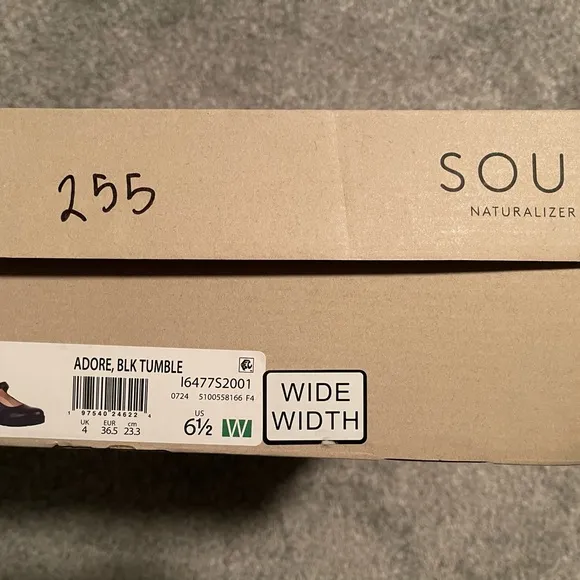 255
SOU
NATURALIZER
ADORE, BLK TUMBLE
I6477S2001
0724 5100558166 F4
1 97540 24622 4
UK EUR cm
4 36.5 23.3
US
6½ W
WIDE
WIDTH